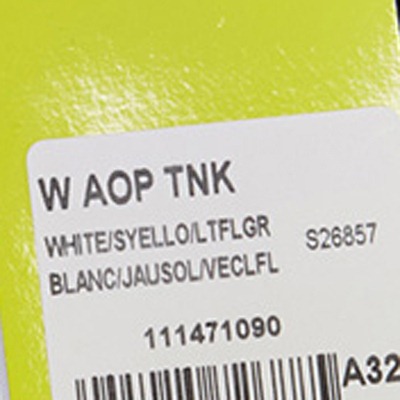 W AOP TNK
WHITE/SYELLO/LTFLGR S26857
BLANC/JAUSOL/VECLFL
111471090
A32